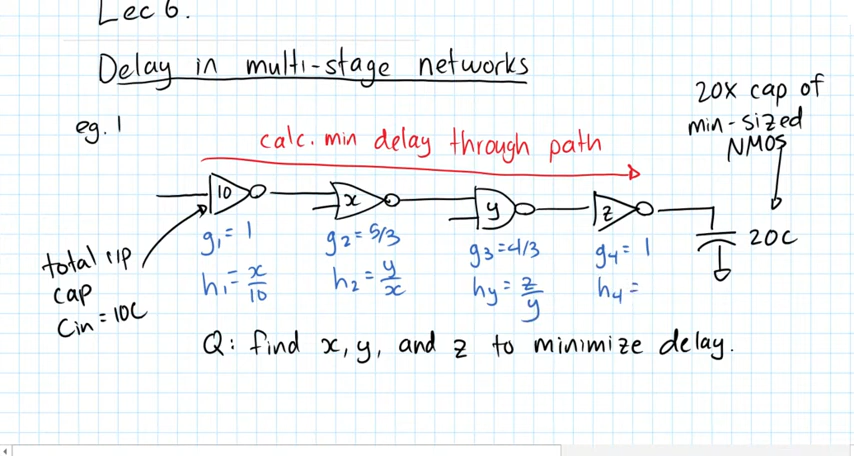 Lec 6.
Delay in multi-stage networks
eg. 1
calc. min delay through path
20x cap of
min-sized
NMOS
10
x
y
z
20C
g1 = 1
h1 = x/10
g2 = 5/3
h2 = y/x
g3 = 4/3
hy = z/y
g4 = 1
h4 =
total i/p
cap
Cin = 10C
Q: find x, y, and z to minimize delay.